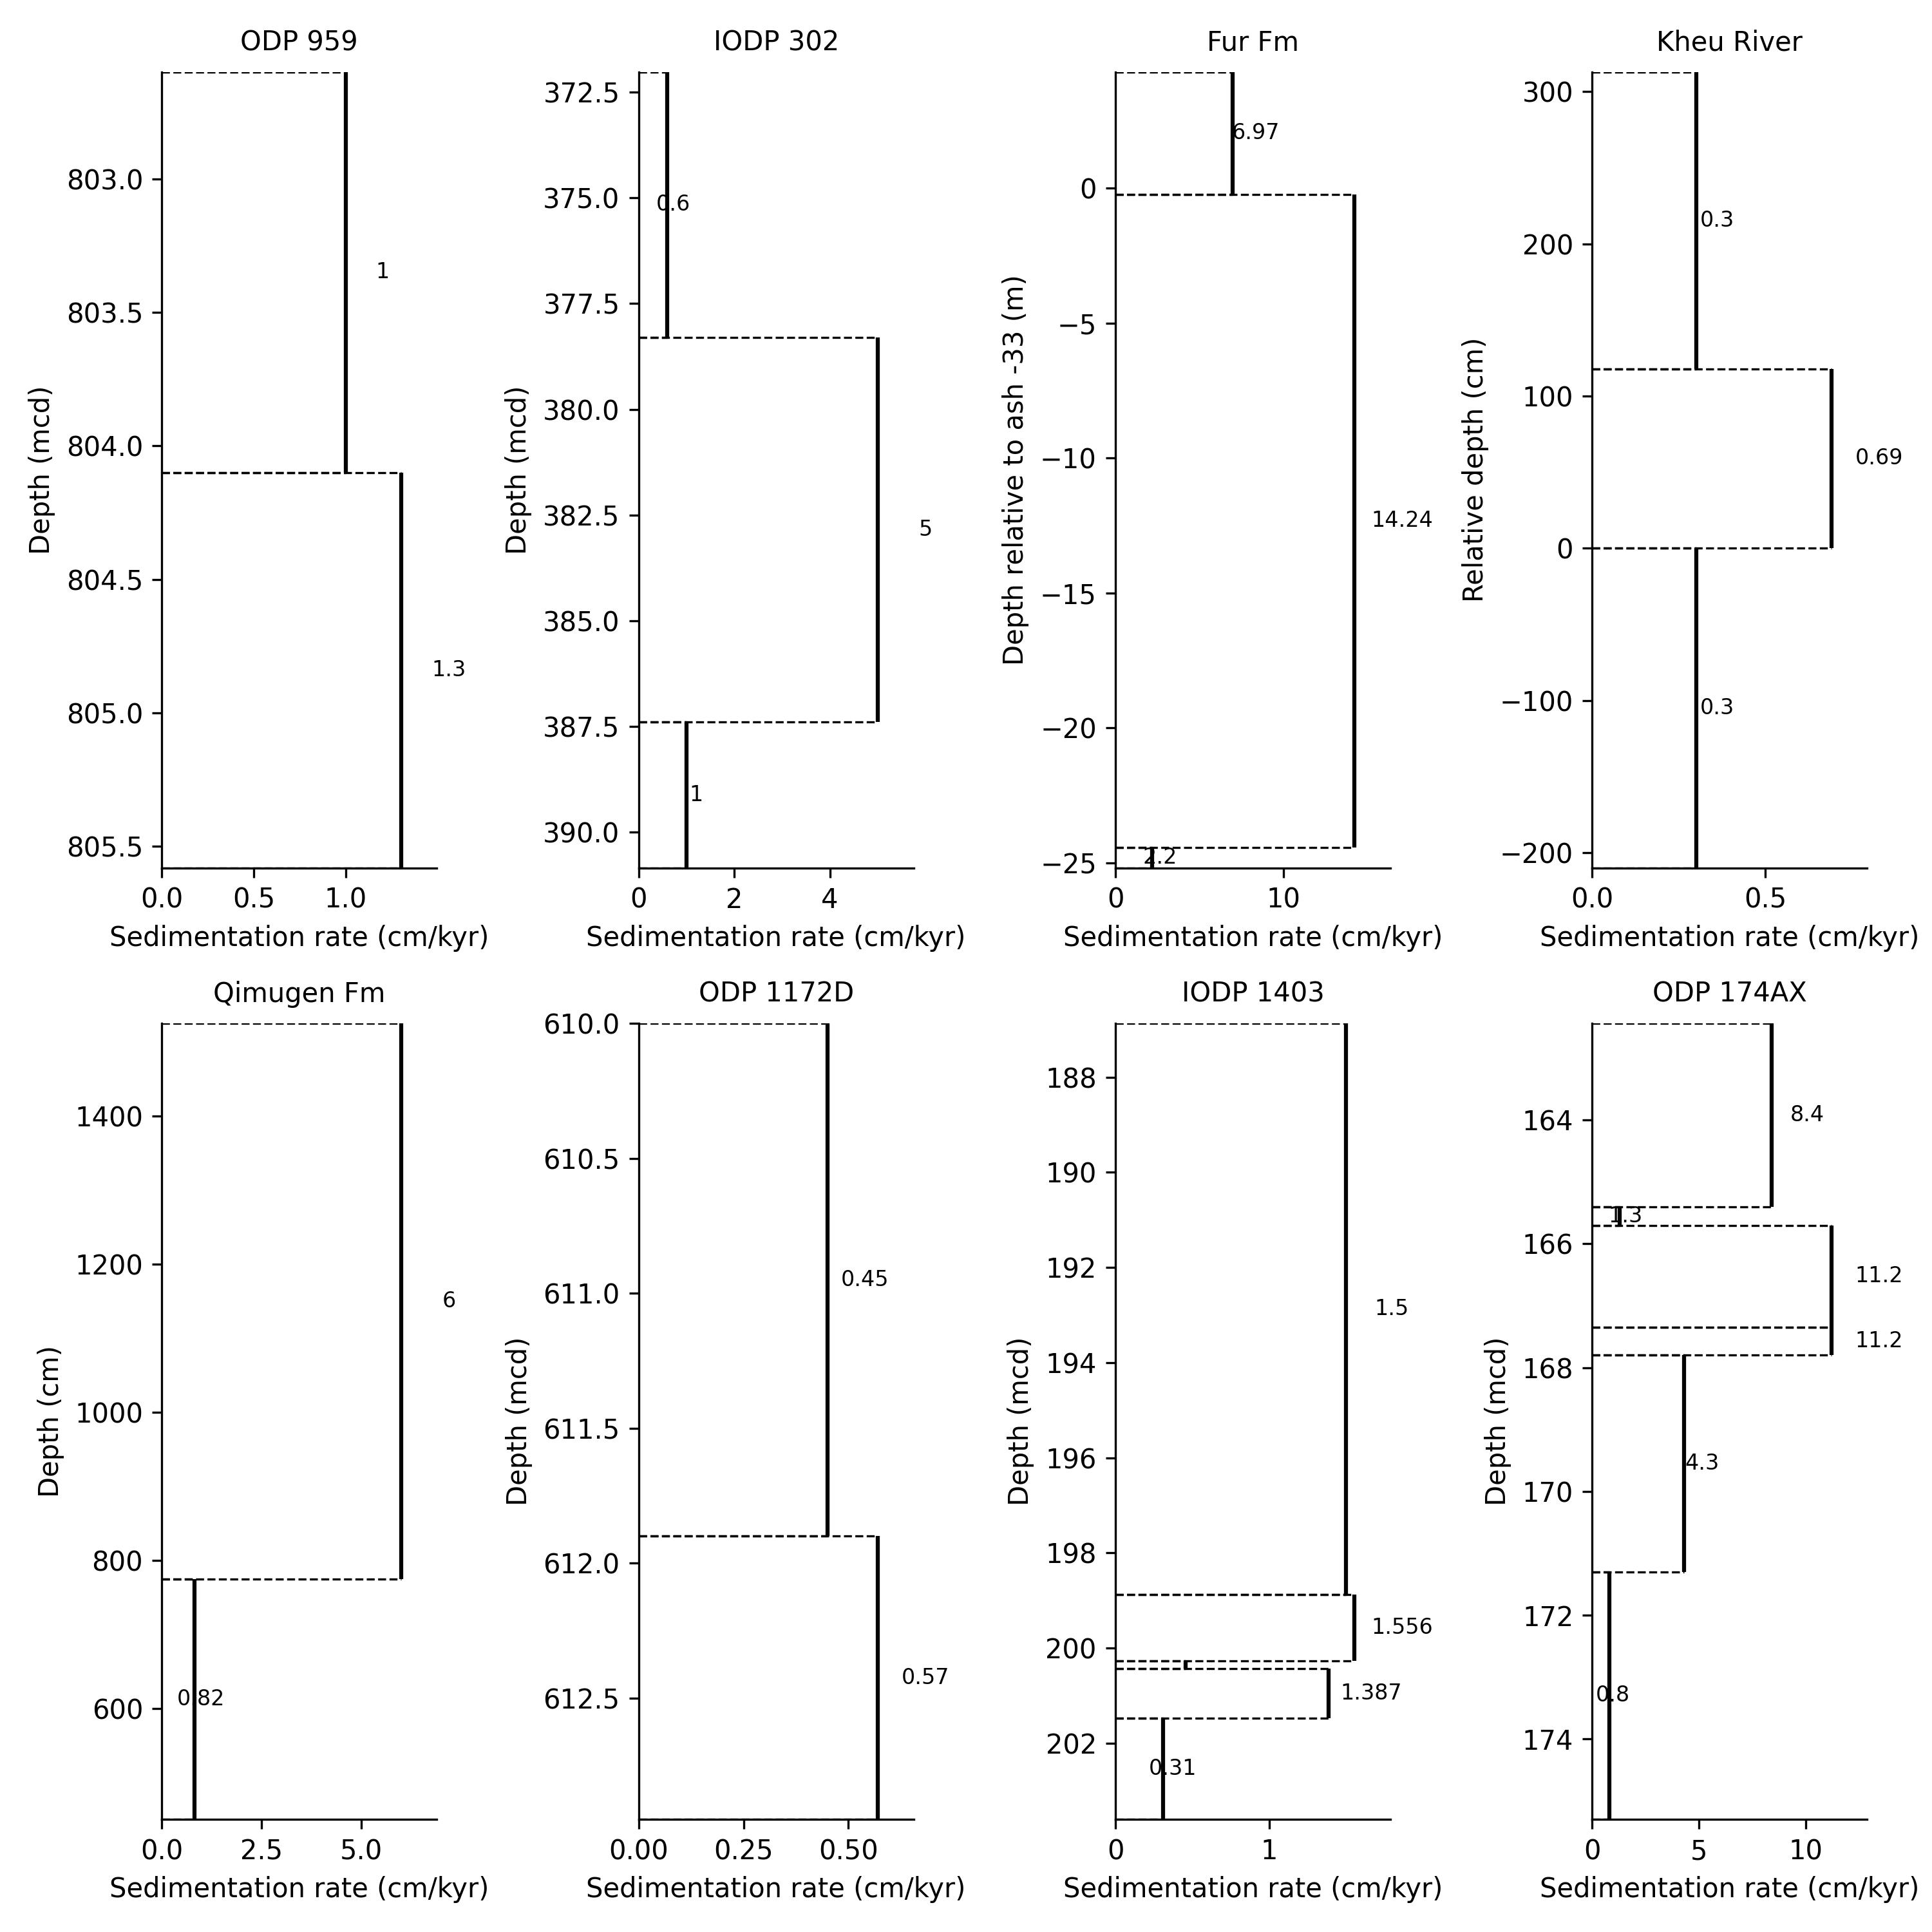 ODP 959
803.0
803.5
804.0
804.5
805.0
805.5
Depth (mcd)
1
1.3
0.0 0.5 1.0
Sedimentation rate (cm/kyr)
IODP 302
372.5
375.0
377.5
380.0
382.5
385.0
387.5
390.0
Depth (mcd)
0.6
5
1
0 2 4
Sedimentation rate (cm/kyr)
Fur Fm
0
−5
−10
−15
−20
−25
Depth relative to ash -33 (m)
6.97
14.24
2.2
0 10
Sedimentation rate (cm/kyr)
Kheu River
300
200
100
0
−100
−200
Relative depth (cm)
0.3
0.69
0.3
0.0 0.5
Sedimentation rate (cm/kyr)
Qimugen Fm
1400
1200
1000
800
600
Depth (cm)
6
0.82
0.0 2.5 5.0
Sedimentation rate (cm/kyr)
ODP 1172D
610.0
610.5
611.0
611.5
612.0
612.5
Depth (mcd)
0.45
0.57
0.00 0.25 0.50
Sedimentation rate (cm/kyr)
IODP 1403
188
190
192
194
196
198
200
202
Depth (mcd)
1.5
1.556
1.387
0.31
0 1
Sedimentation rate (cm/kyr)
ODP 174AX
164
166
168
170
172
174
Depth (mcd)
8.4
1.3
11.2
11.2
4.3
0.8
0 5 10
Sedimentation rate (cm/kyr)